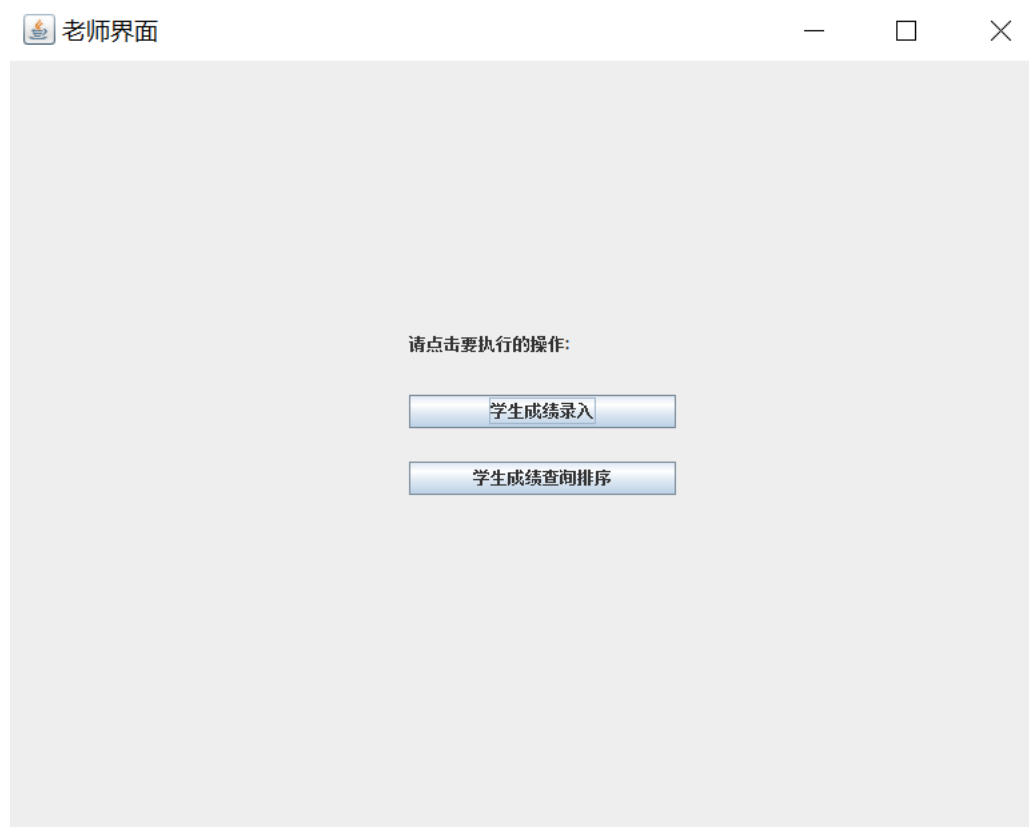 老师界面
请点击要执行的操作:
学生成绩录入
学生成绩查询排序